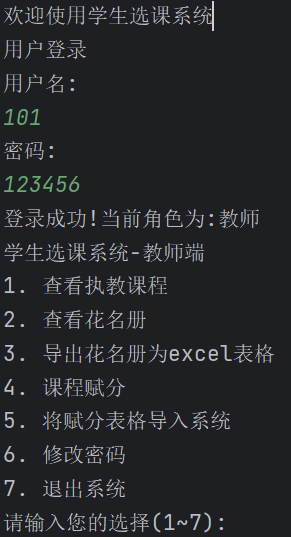 欢迎使用学生选课系统
用户登录
用户名:
101
密码:
123456
登录成功!当前角色为:教师
学生选课系统-教师端
1. 查看执教课程
2. 查看花名册
3. 导出花名册为excel表格
4. 课程赋分
5. 将赋分表格导入系统
6. 修改密码
7. 退出系统
请输入您的选择(1~7):